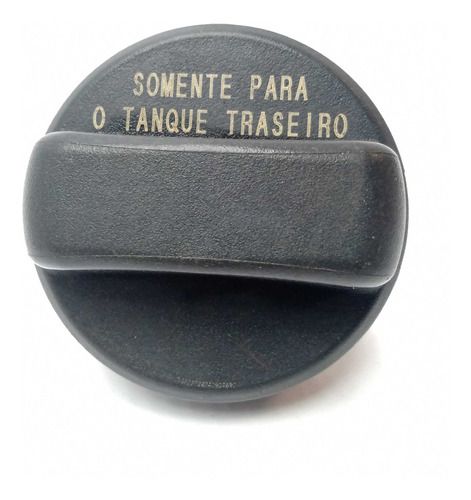 SOMENTE PARA
O TANQUE TRASEIRO